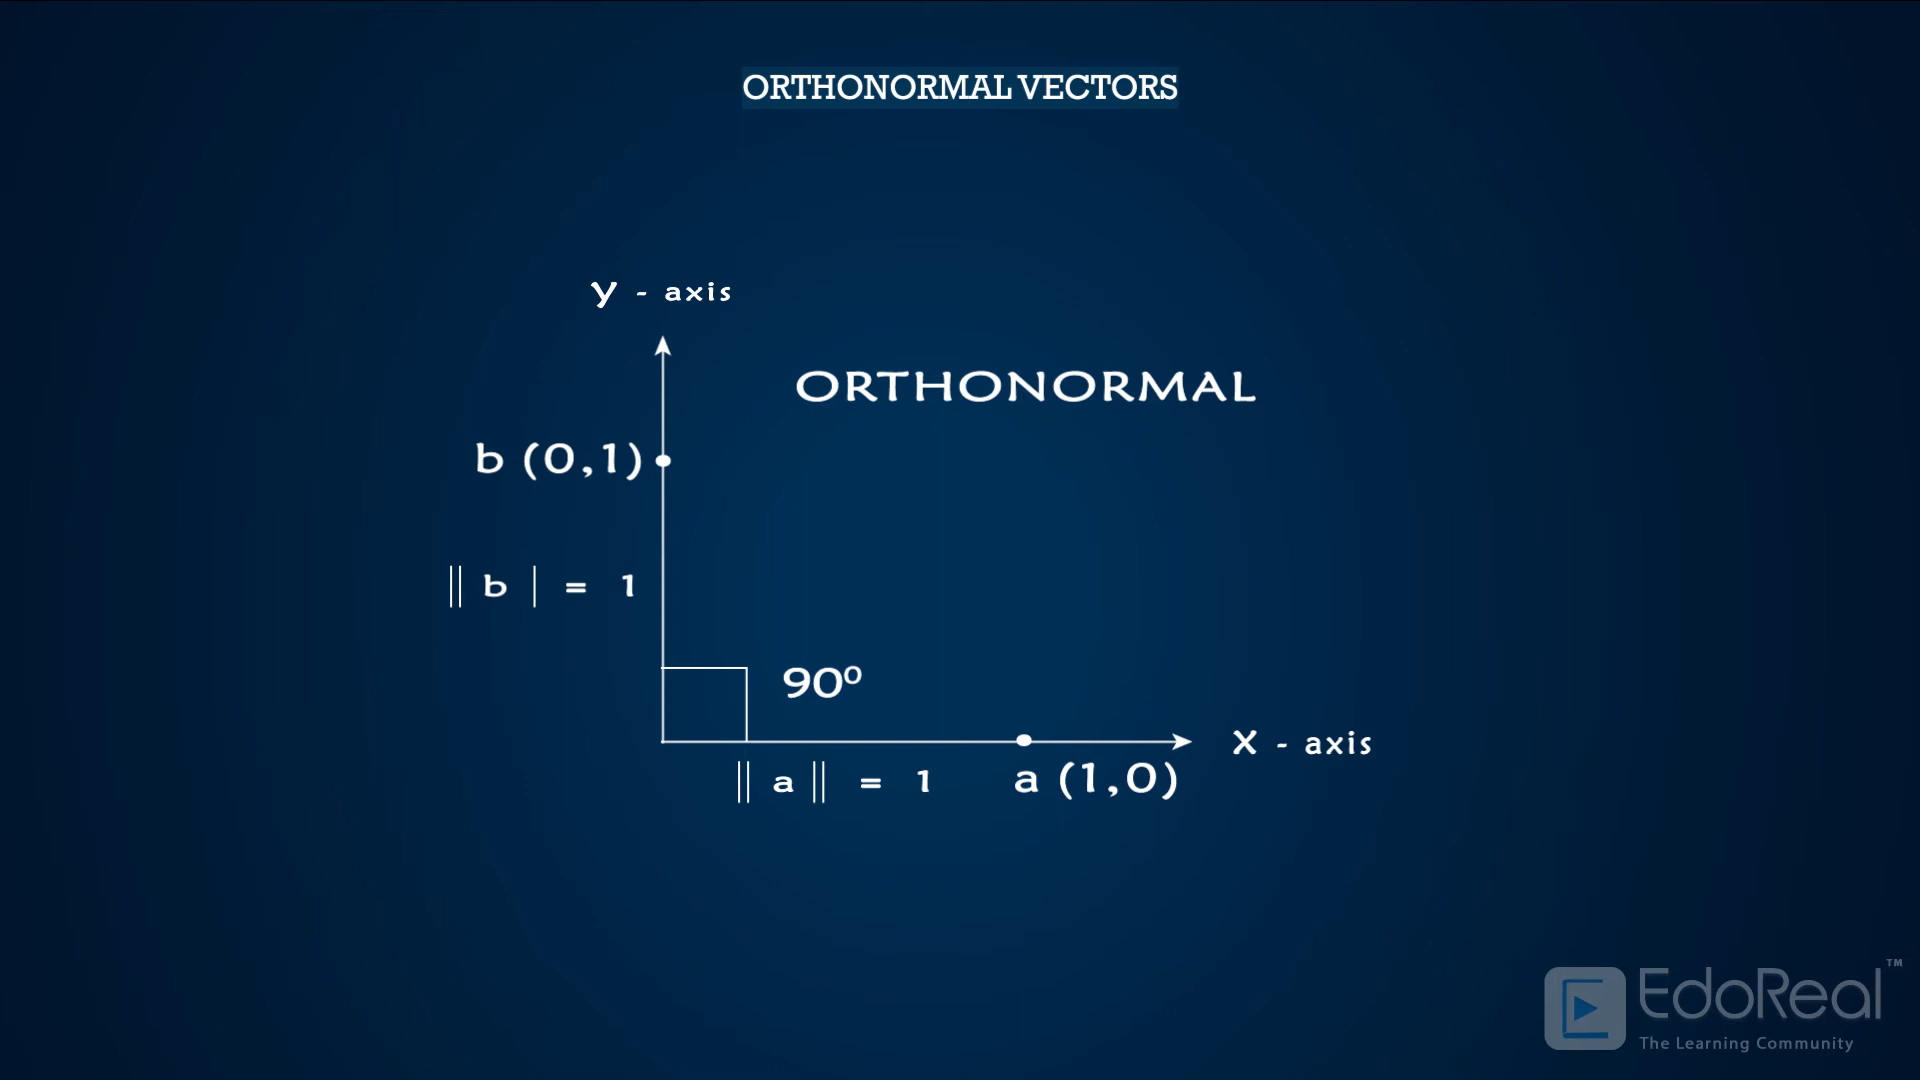 ORTHONORMAL VECTORS
y - axis
ORTHONORMAL
b (0,1)
|| b | = 1
90⁰
X - axis
|| a || = 1
a (1,0)
EdoReal™
The Learning Community